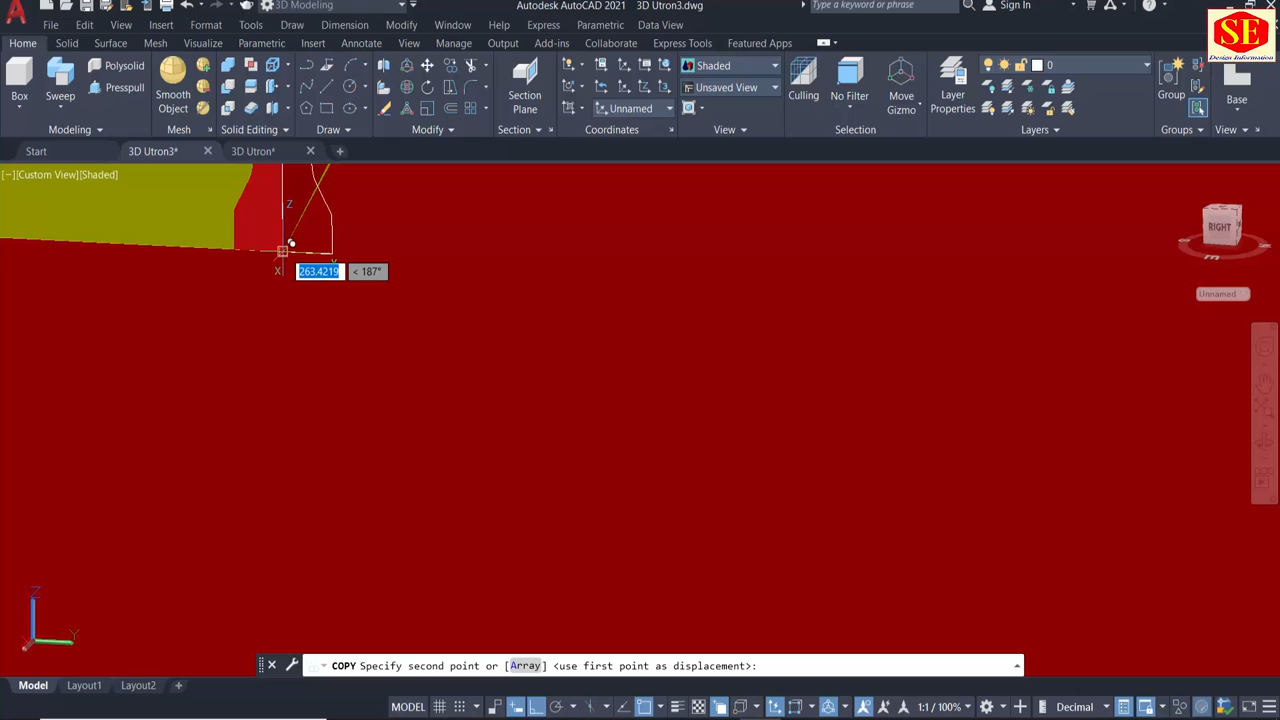 3D Modeling
Autodesk AutoCAD 2021 3D Utron3.dwg
Type a keyword or phrase
Sign In
File Edit View Insert Format Tools Draw Dimension Modify Window Help Express Parametric Data View
Home Solid Surface Mesh Visualize Parametric Insert Annotate View Manage Output Add-ins Collaborate Express Tools Featured Apps
SE
Design Information
Box
Sweep
Polysolid
Presspull
Smooth
Object
Section
Plane
Shaded
Unsaved View
Unnamed
Culling
No Filter
Move
Gizmo
Layer
Properties
0
Group
Base
Modeling Mesh Solid Editing Draw Modify Section Coordinates View Selection Layers Groups View
Start 3D Utron3* 3D Utron*
[−][Custom View][Shaded]
Z
X
263.4219 < 187°
RIGHT
Unnamed
Z
Y
COPY Specify second point or [Array] <use first point as displacement>:
Model Layout1 Layout2
MODEL 1:1 / 100% Decimal